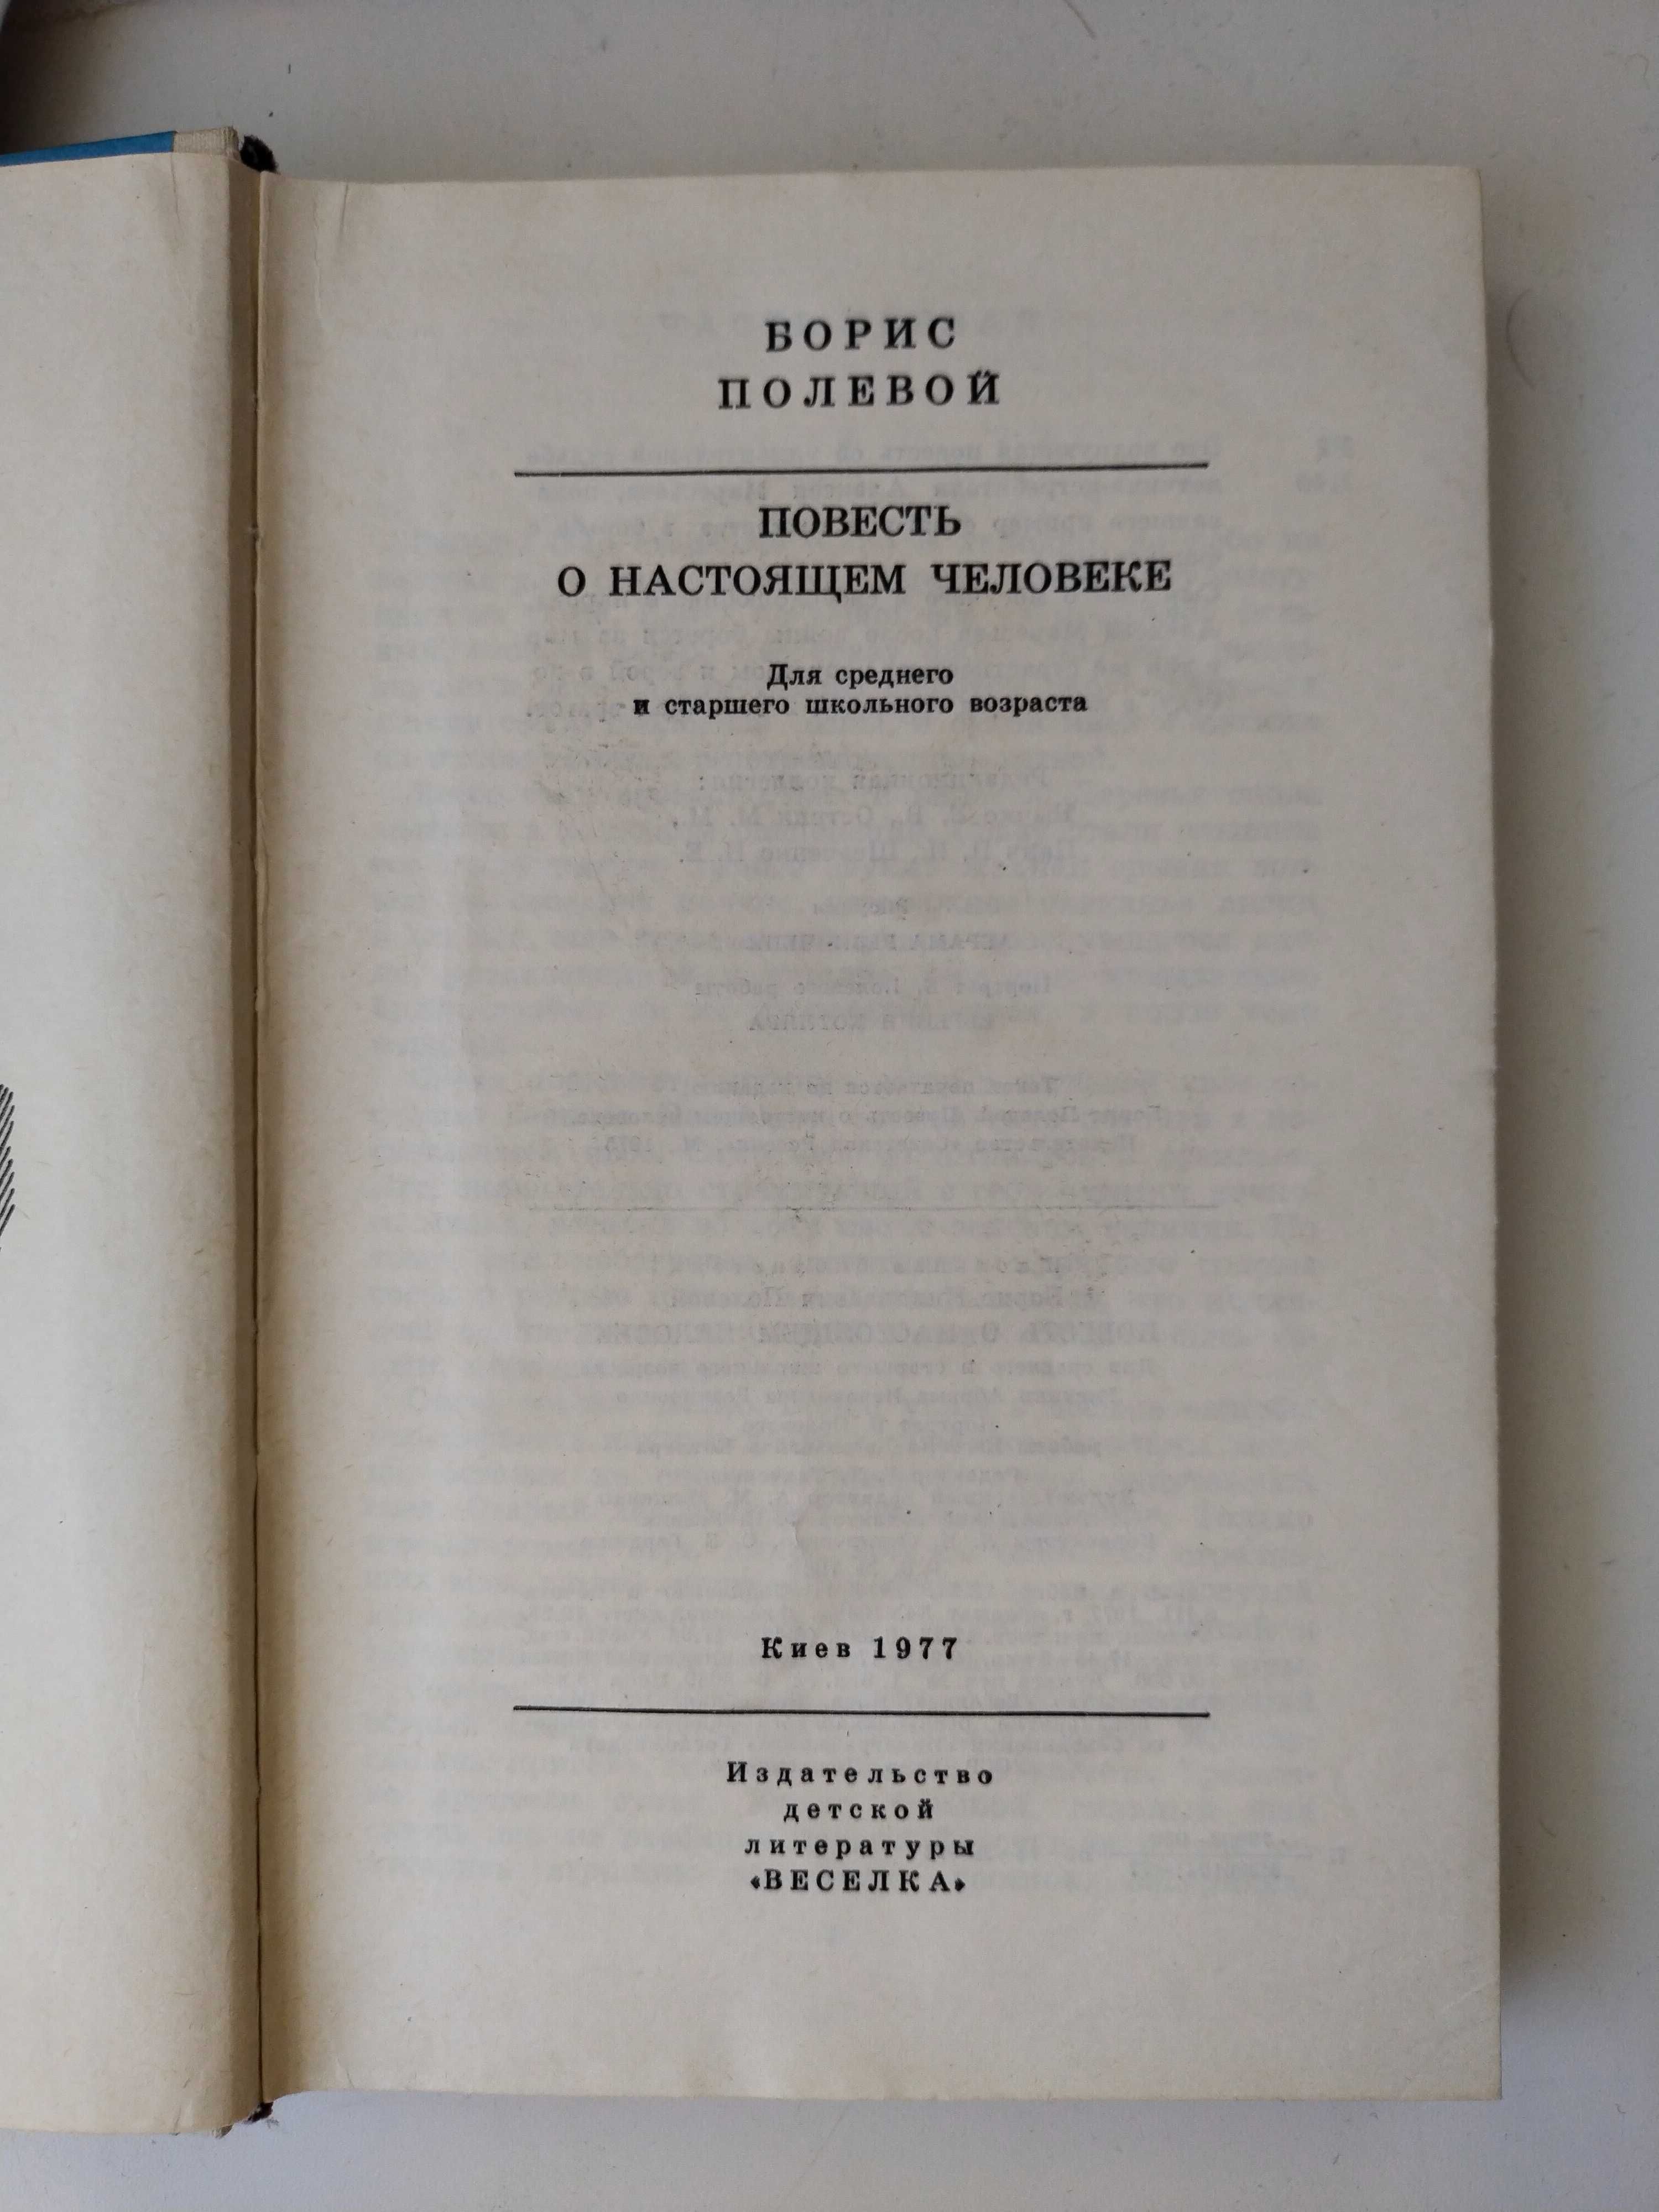 БОРИС
ПОЛЕВОЙ
ПОВЕСТЬ
О НАСТОЯЩЕМ ЧЕЛОВЕКЕ
Для среднего
и старшего школьного возраста
Киев 1977
Издательство
детской
литературы
«ВЕСЕЛКА»